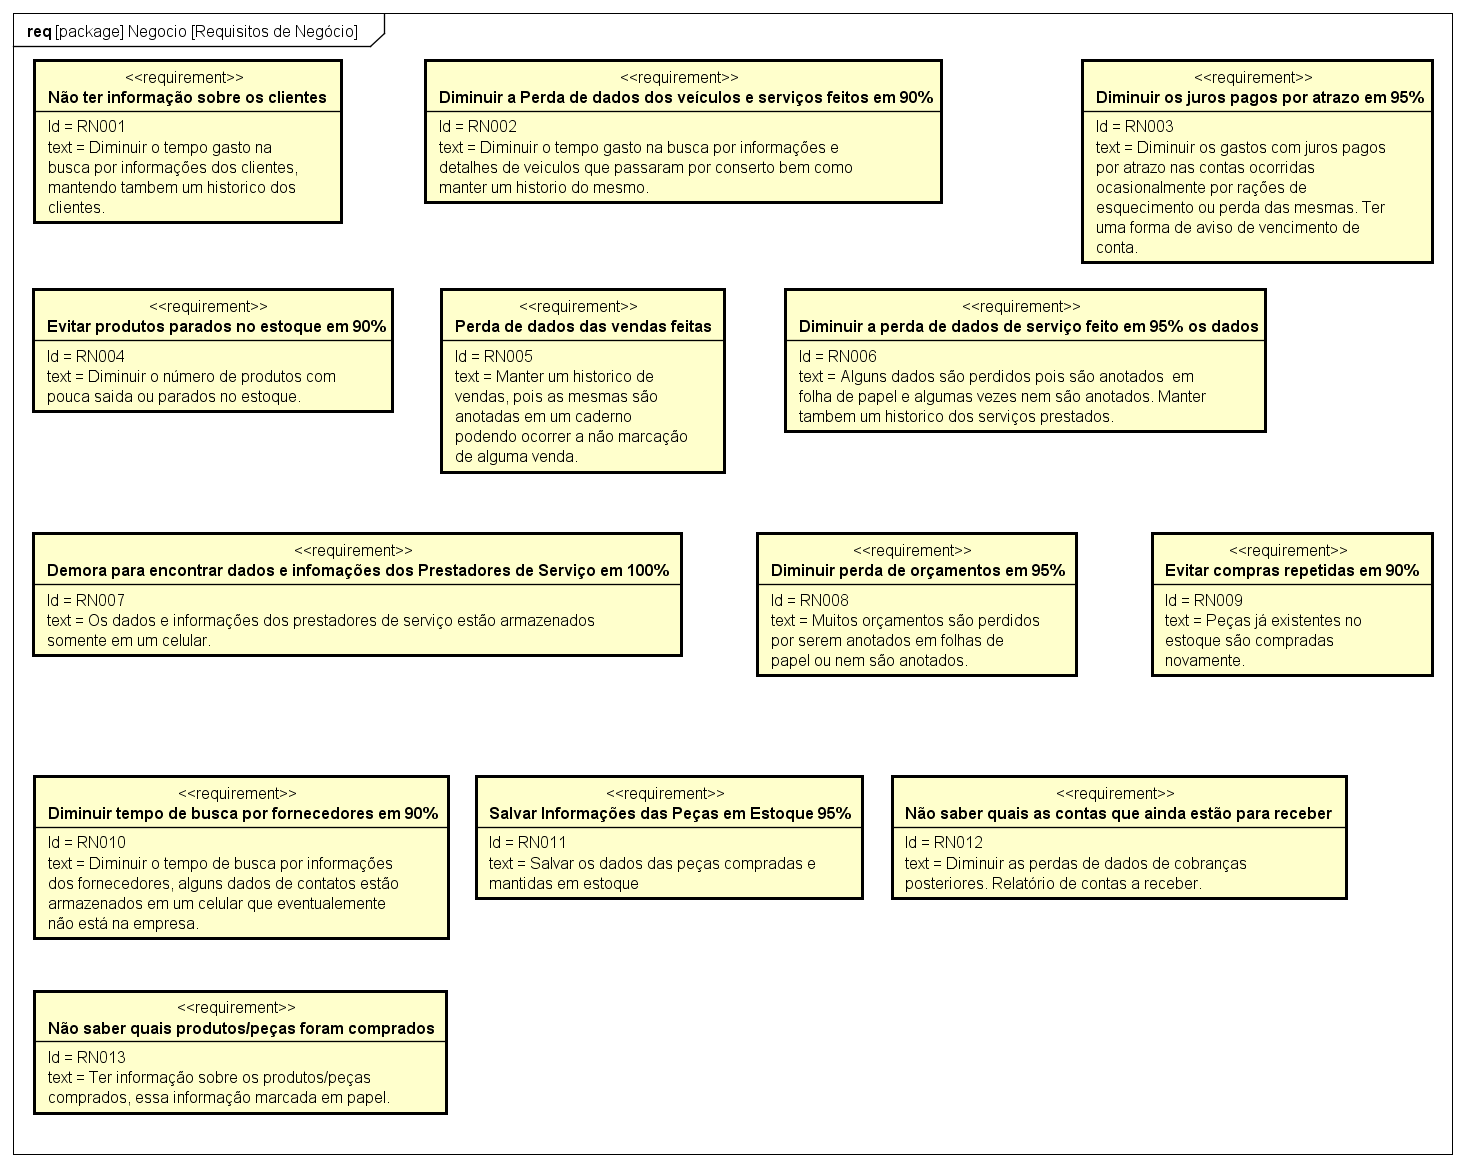 req [package] Negocio [Requisitos de Negócio]
<<requirement>>
Não ter informação sobre os clientes
Id = RN001
text = Diminuir o tempo gasto na
busca por informações dos clientes,
mantendo tambem um historico dos
clientes.
<<requirement>>
Diminuir a Perda de dados dos veículos e serviços feitos em 90%
Id = RN002
text = Diminuir o tempo gasto na busca por informações e
detalhes de veiculos que passaram por conserto bem como
manter um historio do mesmo.
<<requirement>>
Diminuir os juros pagos por atrazo em 95%
Id = RN003
text = Diminuir os gastos com juros pagos
por atrazo nas contas ocorridas
ocasionalmente por rações de
esquecimento ou perda das mesmas. Ter
uma forma de aviso de vencimento de
conta.
<<requirement>>
Evitar produtos parados no estoque em 90%
Id = RN004
text = Diminuir o número de produtos com
pouca saida ou parados no estoque.
<<requirement>>
Perda de dados das vendas feitas
Id = RN005
text = Manter um historico de
vendas, pois as mesmas são
anotadas em um caderno
podendo ocorrer a não marcação
de alguma venda.
<<requirement>>
Diminuir a perda de dados de serviço feito em 95% os dados
Id = RN006
text = Alguns dados são perdidos pois são anotados  em
folha de papel e algumas vezes nem são anotados. Manter
tambem um historico dos serviços prestados.
<<requirement>>
Demora para encontrar dados e infomações dos Prestadores de Serviço em 100%
Id = RN007
text = Os dados e informações dos prestadores de serviço estão armazenados
somente em um celular.
<<requirement>>
Diminuir perda de orçamentos em 95%
Id = RN008
text = Muitos orçamentos são perdidos
por serem anotados em folhas de
papel ou nem são anotados.
<<requirement>>
Evitar compras repetidas em 90%
Id = RN009
text = Peças já existentes no
estoque são compradas
novamente.
<<requirement>>
Diminuir tempo de busca por fornecedores em 90%
Id = RN010
text = Diminuir o tempo de busca por informações
dos fornecedores, alguns dados de contatos estão
armazenados em um celular que eventualemente
não está na empresa.
<<requirement>>
Salvar Informações das Peças em Estoque 95%
Id = RN011
text = Salvar os dados das peças compradas e
mantidas em estoque
<<requirement>>
Não saber quais as contas que ainda estão para receber
Id = RN012
text = Diminuir as perdas de dados de cobranças
posteriores. Relatório de contas a receber.
<<requirement>>
Não saber quais produtos/peças foram comprados
Id = RN013
text = Ter informação sobre os produtos/peças
comprados, essa informação marcada em papel.